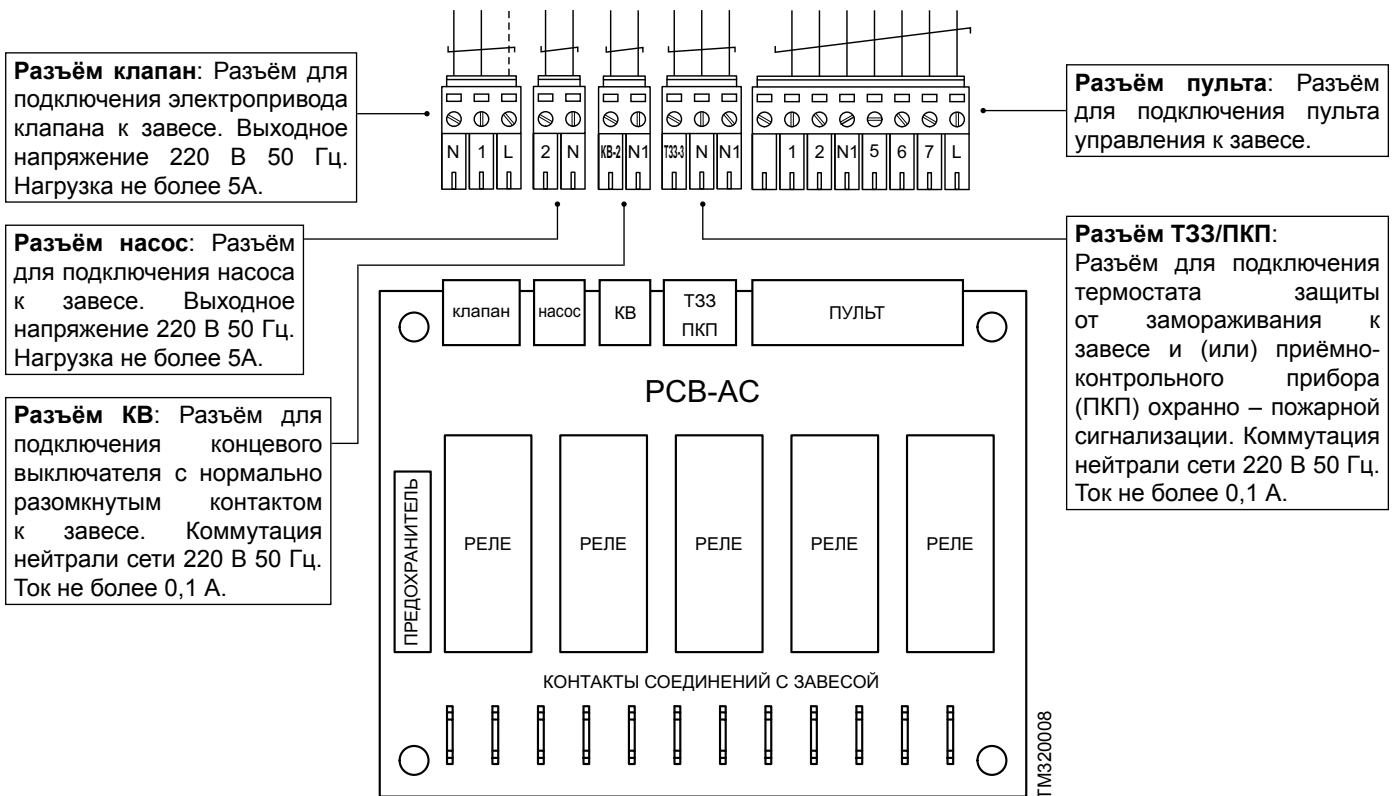 Разъём клапан: Разъём для
подключения электропривода
клапана к завесе. Выходное
напряжение 220 В 50 Гц.
Нагрузка не более 5А.
Разъём насос: Разъём
для подключения насоса
к завесе. Выходное
напряжение 220 В 50 Гц.
Нагрузка не более 5А.
Разъём КВ: Разъём для
подключения концевого
выключателя с нормально
разомкнутым контактом
к завесе. Коммутация
нейтрали сети 220 В 50 Гц.
Ток не более 0,1 А.
N 1 L
2 N
КВ-2 N1
ТЗЗ-3 N N1
1 2 N1 5 6 7 L
Разъём пульта: Разъём
для подключения пульта
управления к завесе.
Разъём ТЗЗ/ПКП:
Разъём для подключения
термостата защиты
от замораживания к
завесе и (или) приёмно-
контрольного прибора
(ПКП) охранно – пожарной
сигнализации. Коммутация
нейтрали сети 220 В 50 Гц.
Ток не более 0,1 А.
клапан
насос
КВ
ТЗЗ
ПКП
ПУЛЬТ
PCB-AC
ПРЕДОХРАНИТЕЛЬ
РЕЛЕ
РЕЛЕ
РЕЛЕ
РЕЛЕ
РЕЛЕ
КОНТАКТЫ СОЕДИНЕНИЙ С ЗАВЕСОЙ
TM320008